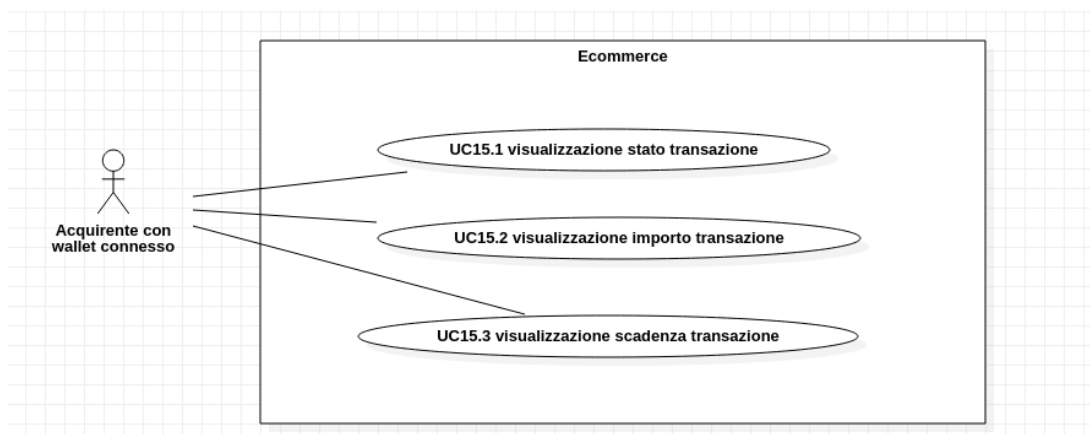 Ecommerce
UC15.1 visualizzazione stato transazione
Acquirente con
wallet connesso
UC15.2 visualizzazione importo transazione
UC15.3 visualizzazione scadenza transazione